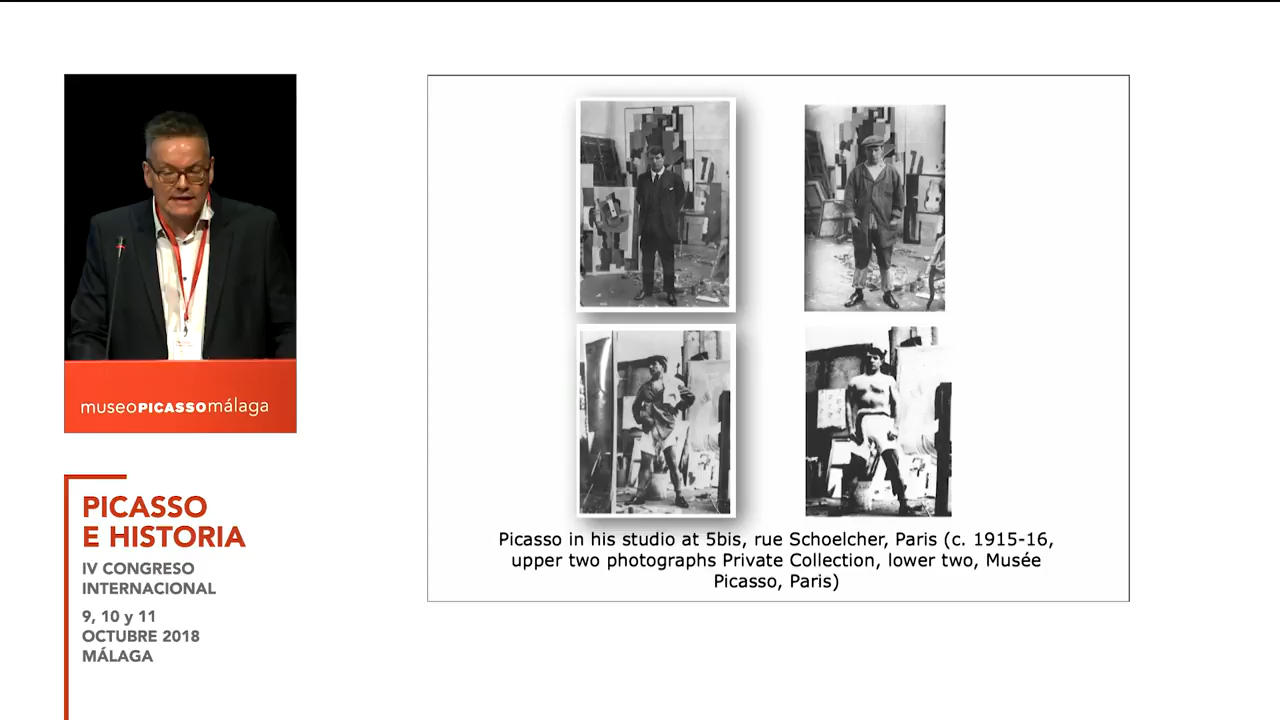 museoPICASSOmálaga
PICASSO
E HISTORIA
IV CONGRESO
INTERNACIONAL
9, 10 y 11
OCTUBRE 2018
MÁLAGA
Picasso in his studio at 5bis, rue Schoelcher, Paris (c. 1915-16,
upper two photographs Private Collection, lower two, Musée
Picasso, Paris)